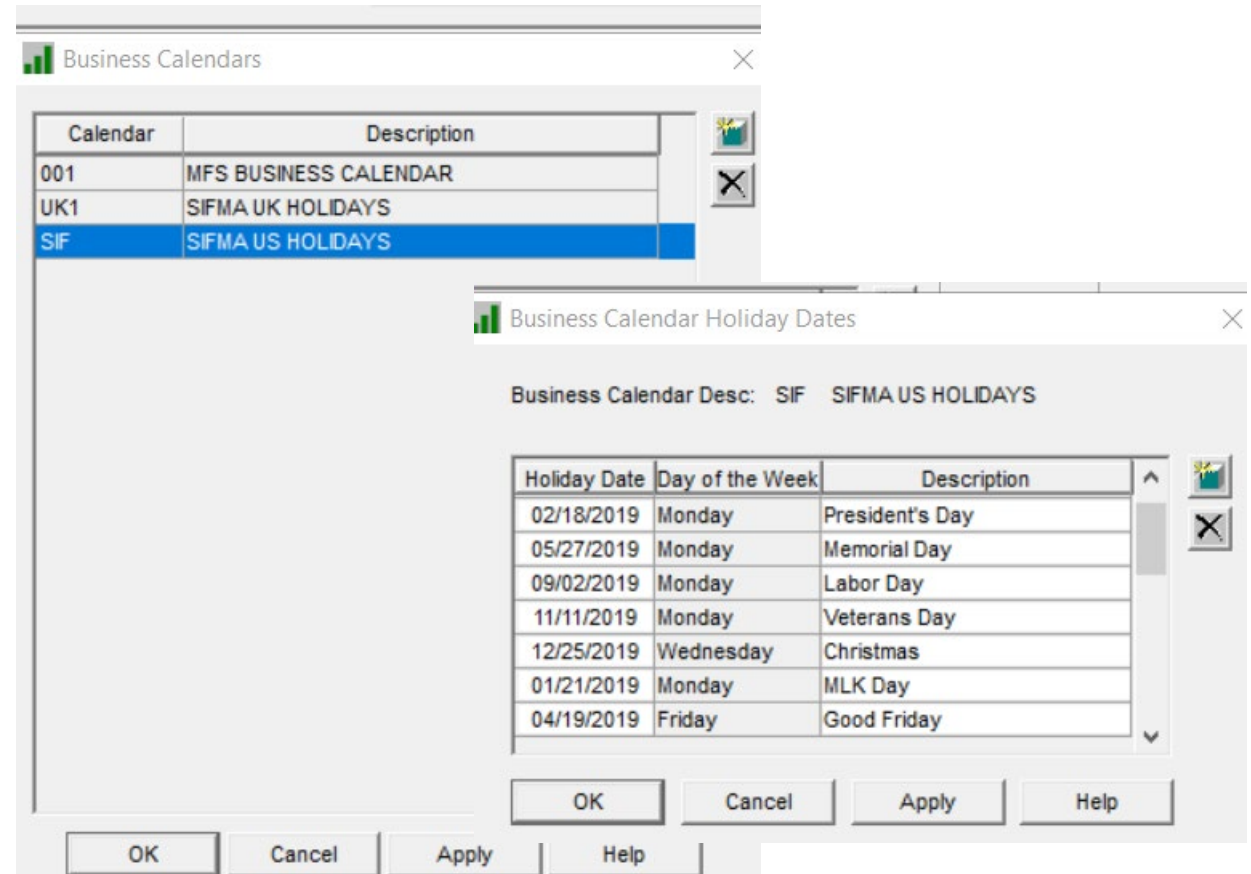 Business Calendars
Calendar Description
001 MFS BUSINESS CALENDAR
UK1 SIFMA UK HOLIDAYS
SIF SIFMA US HOLIDAYS
OK Cancel Apply Help
Business Calendar Holiday Dates
Business Calendar Desc: SIF SIFMA US HOLIDAYS
Holiday Date Day of the Week Description
02/18/2019 Monday President's Day
05/27/2019 Monday Memorial Day
09/02/2019 Monday Labor Day
11/11/2019 Monday Veterans Day
12/25/2019 Wednesday Christmas
01/21/2019 Monday MLK Day
04/19/2019 Friday Good Friday
OK Cancel Apply Help